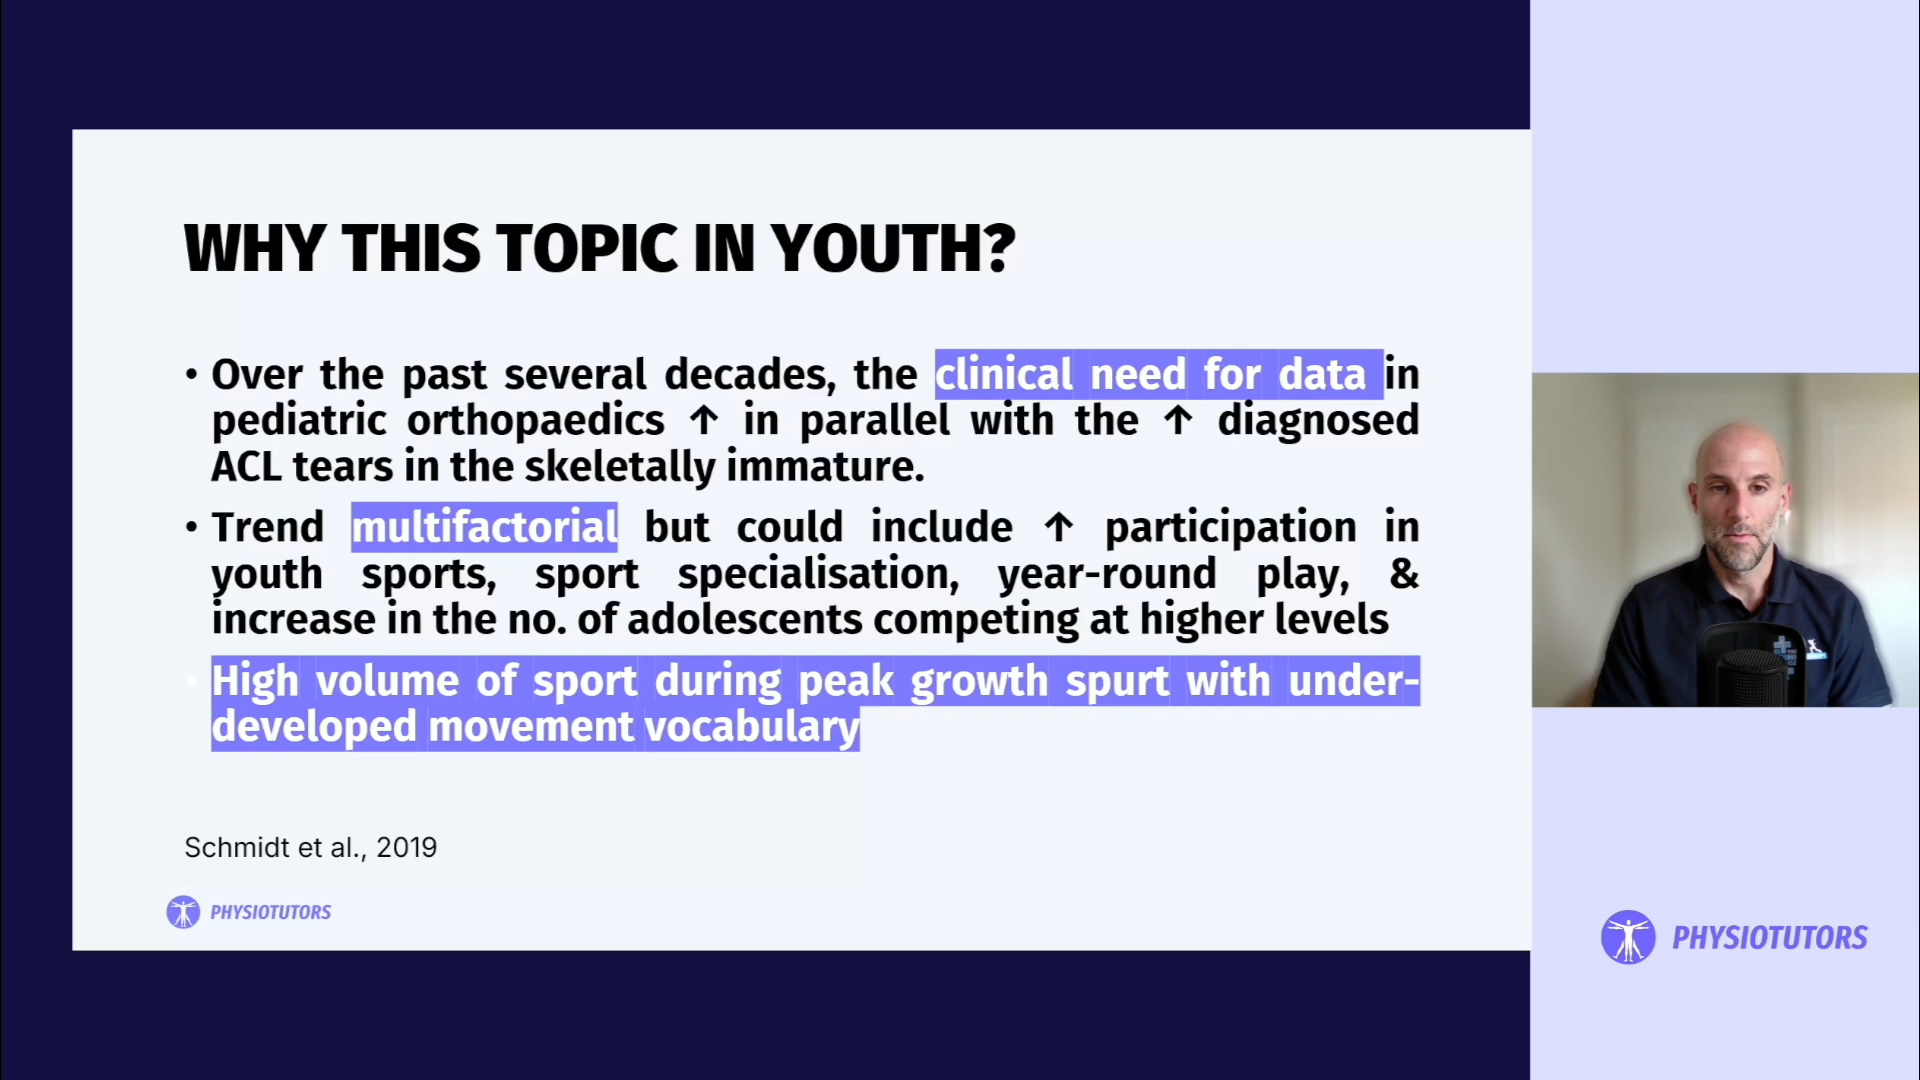 WHY THIS TOPIC IN YOUTH?
• Over the past several decades, the clinical need for data in
pediatric orthopaedics ↑ in parallel with the ↑ diagnosed
ACL tears in the skeletally immature.
• Trend multifactorial but could include ↑ participation in
youth sports, sport specialisation, year-round play, &
increase in the no. of adolescents competing at higher levels
• High volume of sport during peak growth spurt with under-
developed movement vocabulary
Schmidt et al., 2019
PHYSIOTUTORS
PHYSIOTUTORS